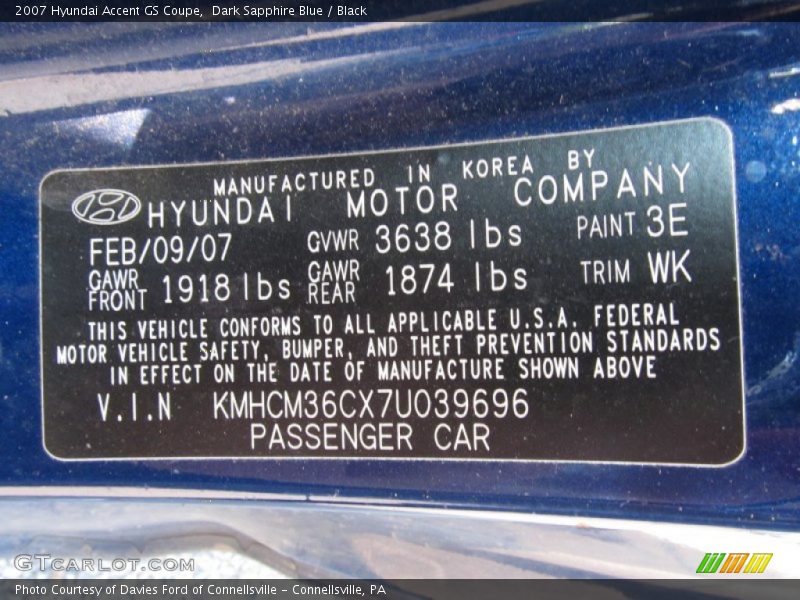 2007 Hyundai Accent GS Coupe, Dark Sapphire Blue / Black
MANUFACTURED IN KOREA BY
HYUNDAI MOTOR COMPANY
FEB/09/07 GVWR 3638 lbs PAINT 3E
GAWR FRONT 1918 lbs GAWR REAR 1874 lbs TRIM WK
THIS VEHICLE CONFORMS TO ALL APPLICABLE U.S.A. FEDERAL
MOTOR VEHICLE SAFETY, BUMPER, AND THEFT PREVENTION STANDARDS
IN EFFECT ON THE DATE OF MANUFACTURE SHOWN ABOVE
V.I.N KMHCM36CX7U039696
PASSENGER CAR
GTCARLOT.COM
Photo Courtesy of Davies Ford of Connellsville - Connellsville, PA